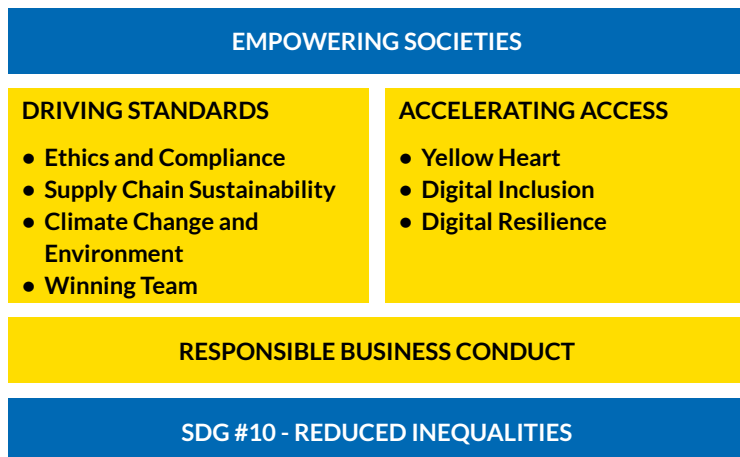 EMPOWERING SOCIETIES
DRIVING STANDARDS
● Ethics and Compliance
● Supply Chain Sustainability
● Climate Change and
Environment
● Winning Team
ACCELERATING ACCESS
● Yellow Heart
● Digital Inclusion
● Digital Resilience
RESPONSIBLE BUSINESS CONDUCT
SDG #10 - REDUCED INEQUALITIES